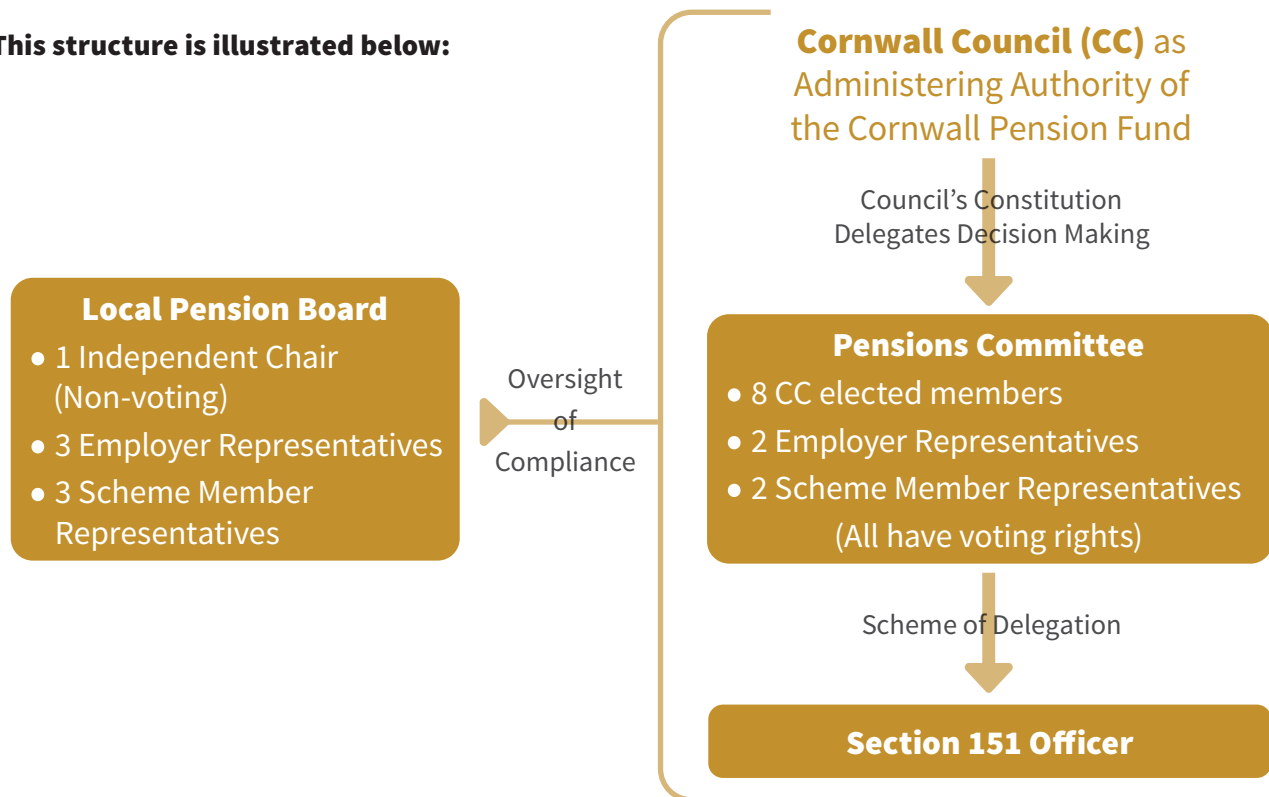 This structure is illustrated below:
Cornwall Council (CC) as
Administering Authority of
the Cornwall Pension Fund
Council’s Constitution
Delegates Decision Making
Local Pension Board
• 1 Independent Chair
(Non-voting)
• 3 Employer Representatives
• 3 Scheme Member
Representatives
Oversight
of
Compliance
Pensions Committee
• 8 CC elected members
• 2 Employer Representatives
• 2 Scheme Member Representatives
(All have voting rights)
Scheme of Delegation
Section 151 Officer